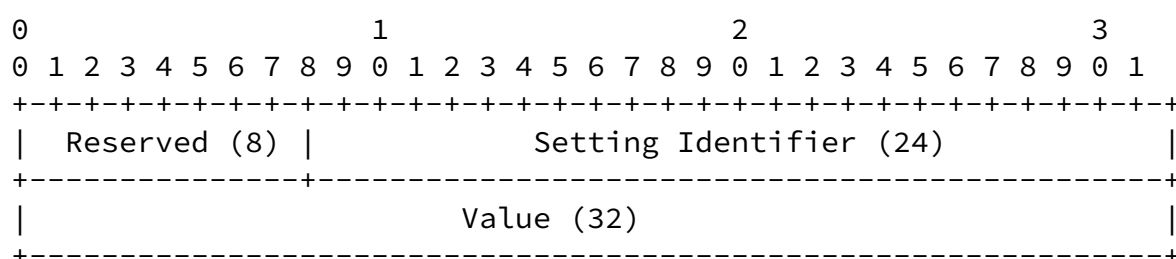 0                   1                   2                   3
0 1 2 3 4 5 6 7 8 9 0 1 2 3 4 5 6 7 8 9 0 1 2 3 4 5 6 7 8 9 0 1
+-+-+-+-+-+-+-+-+-+-+-+-+-+-+-+-+-+-+-+-+-+-+-+-+-+-+-+-+-+-+-+-+
|  Reserved (8) |            Setting Identifier (24)            |
+---------------+-----------------------------------------------+
|                        Value (32)                             |
+---------------------------------------------------------------+